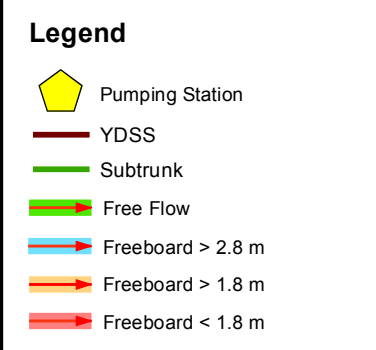 Legend
Pumping Station
YDSS
Subtrunk
Free Flow
Freeboard > 2.8 m
Freeboard > 1.8 m
Freeboard < 1.8 m